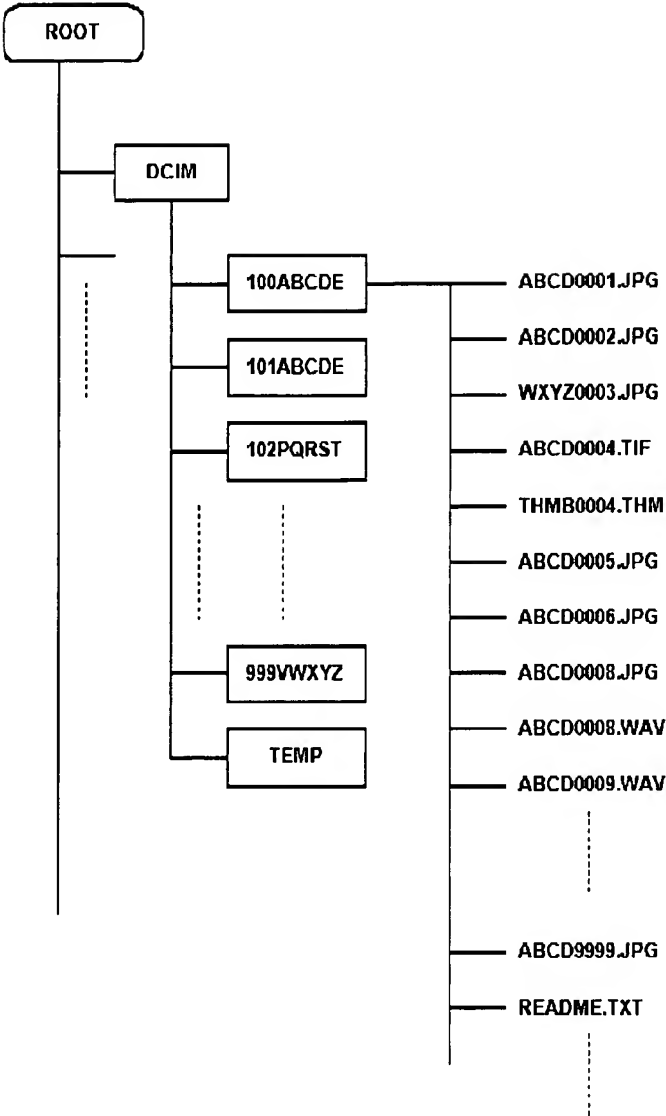 ROOT
DCIM
100ABCDE
101ABCDE
102PQRST
999VWXYZ
TEMP
ABCD0001.JPG
ABCD0002.JPG
WXYZ0003.JPG
ABCD0004.TIF
THMB0004.THM
ABCD0005.JPG
ABCD0006.JPG
ABCD0008.JPG
ABCD0008.WAV
ABCD0009.WAV
ABCD9999.JPG
README.TXT